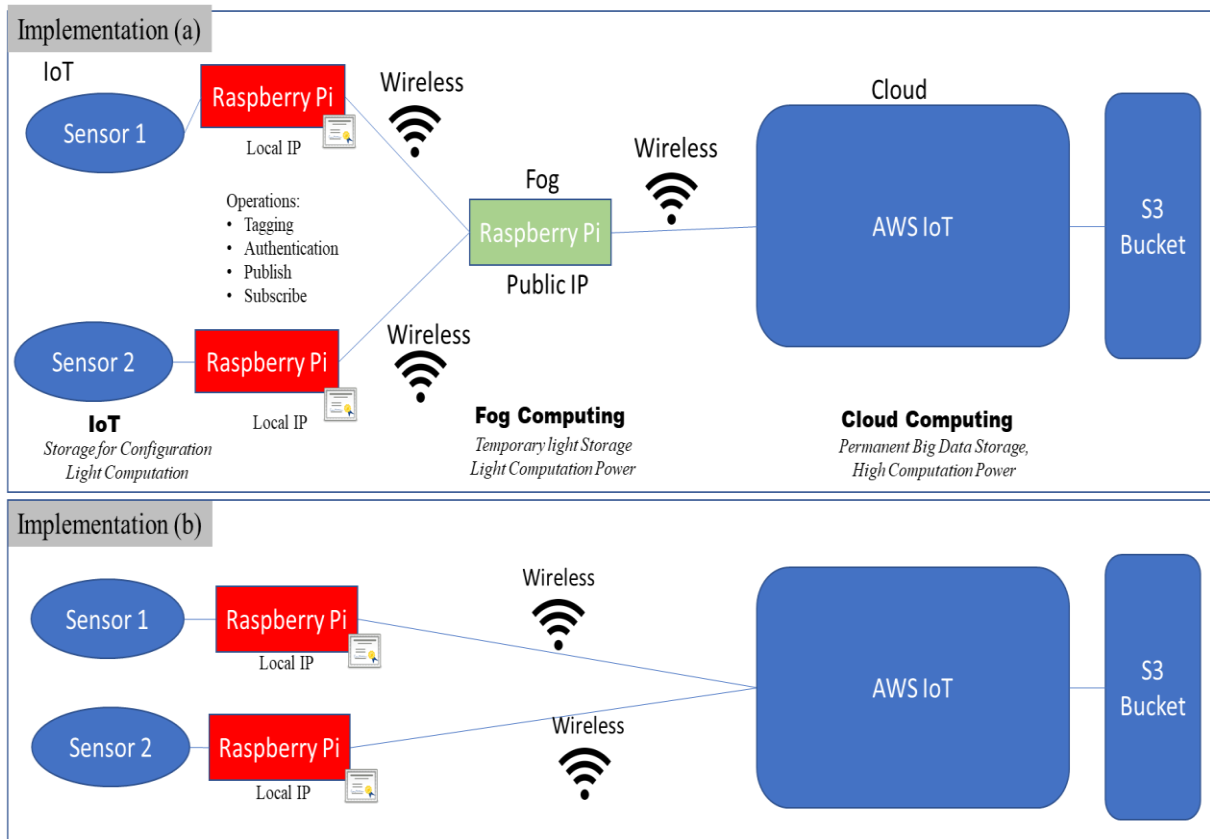 Implementation (a)
IoT
Sensor 1
Raspberry Pi
Local IP
Wireless
Operations:
• Tagging
• Authentication
• Publish
• Subscribe
Fog
Raspberry Pi
Public IP
Wireless
Cloud
AWS IoT
S3
Bucket
Sensor 2
Raspberry Pi
Local IP
Wireless
IoT
Storage for Configuration
Light Computation
Fog Computing
Temporary light Storage
Light Computation Power
Cloud Computing
Permanent Big Data Storage,
High Computation Power
Implementation (b)
Sensor 1
Raspberry Pi
Local IP
Wireless
Sensor 2
Raspberry Pi
Local IP
Wireless
AWS IoT
S3
Bucket